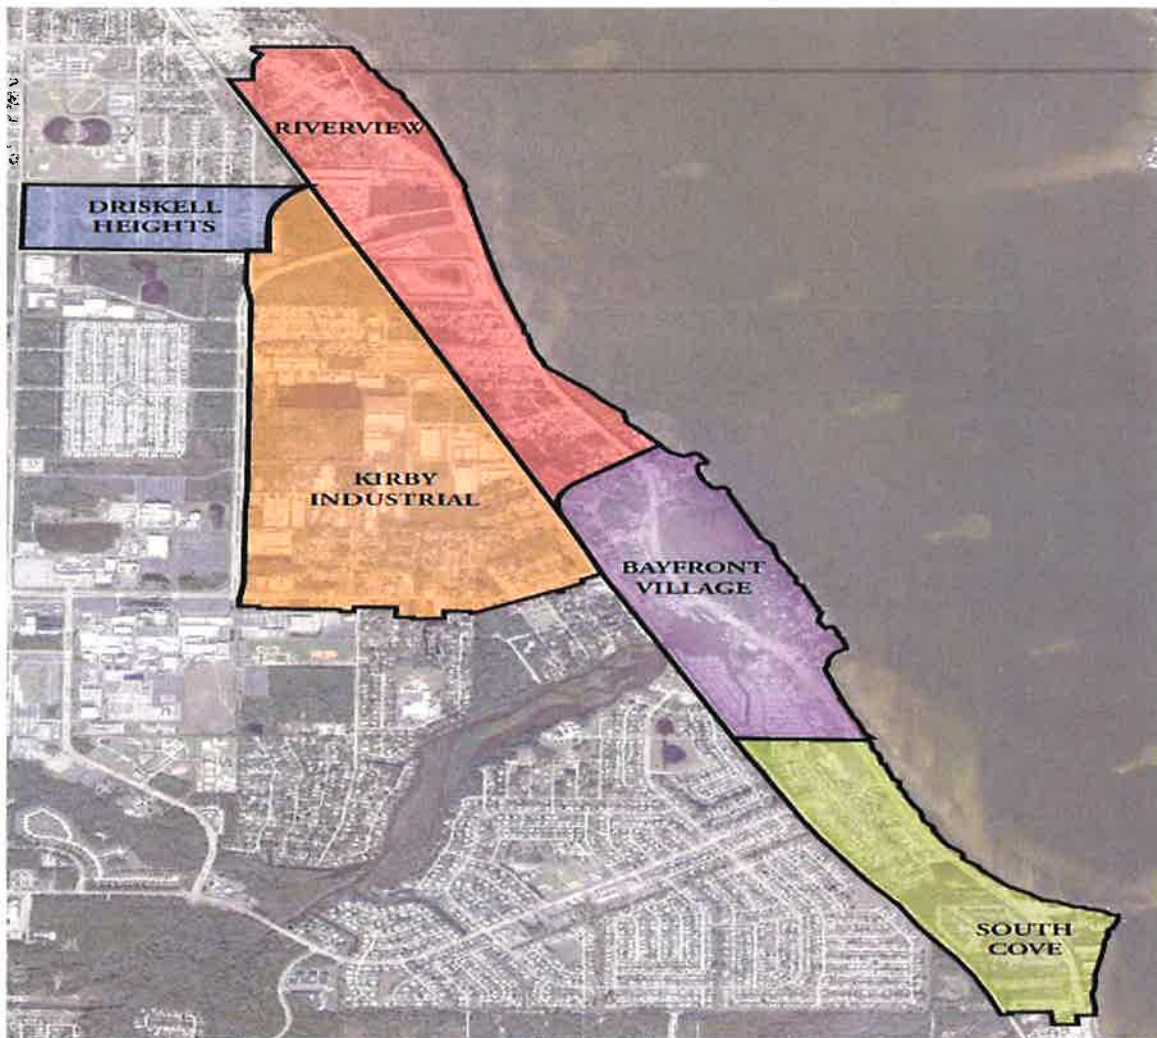 RIVERVIEW
DRISKELL
HEIGHTS
KIRBY
INDUSTRIAL
BAYFRONT
VILLAGE
SOUTH
COVE